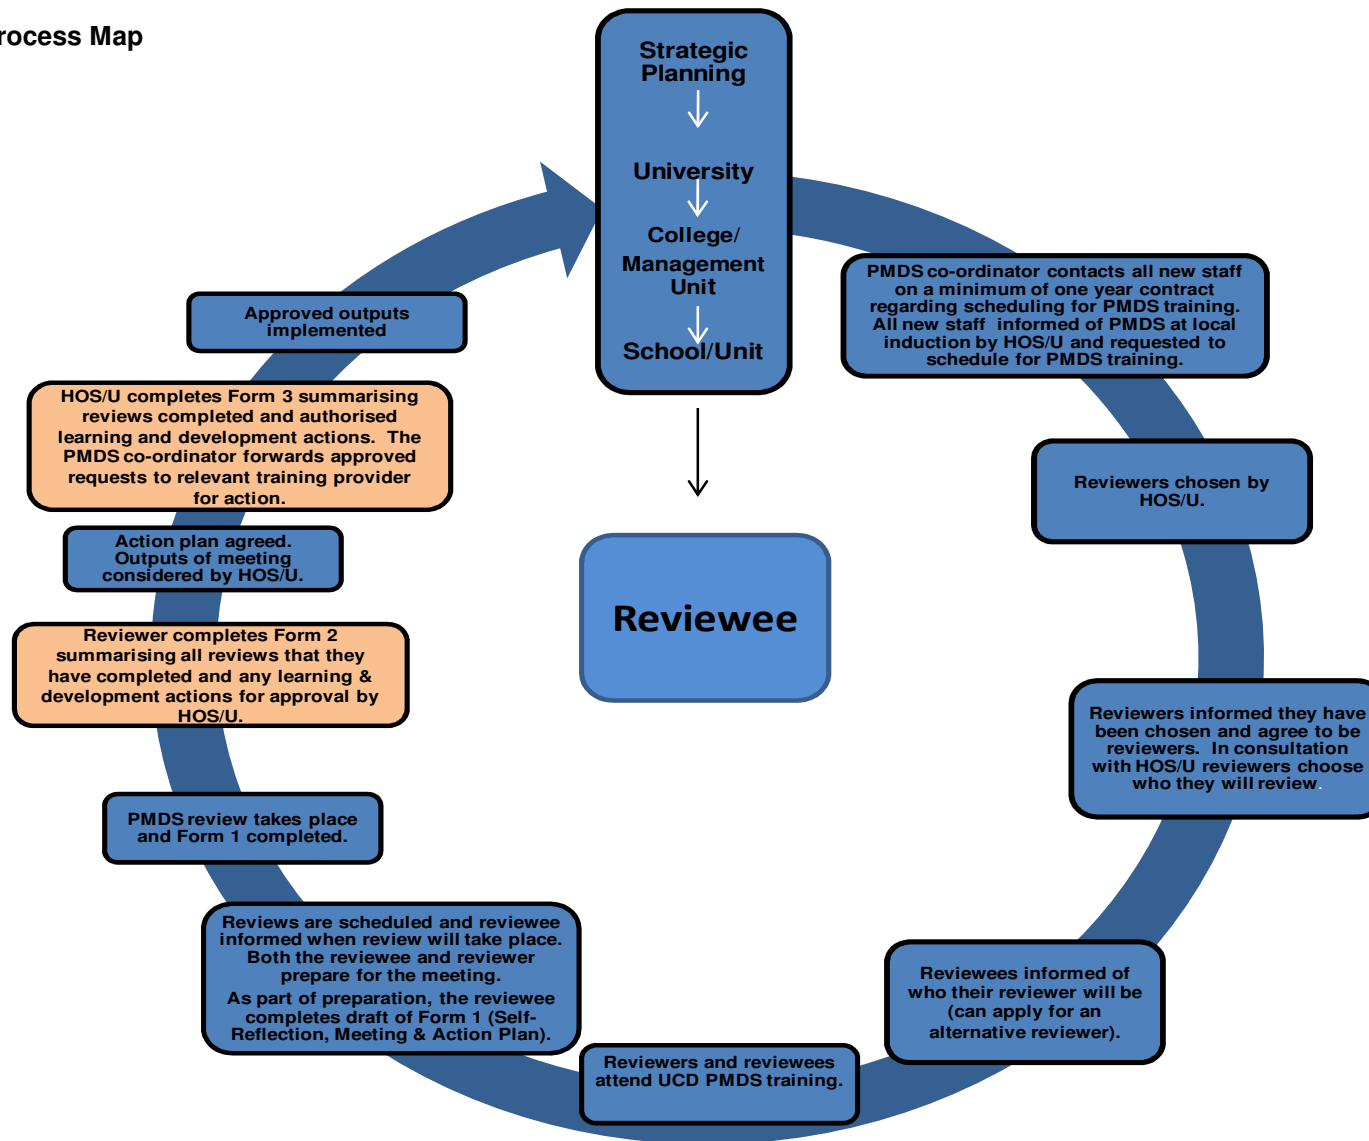 rocess Map
Strategic
Planning
University
College/
Management
Unit
School/Unit
Reviewee
PMDS co-ordinator contacts all new staff
on a minimum of one year contract
regarding scheduling for PMDS training.
All new staff informed of PMDS at local
induction by HOS/U and requested to
schedule for PMDS training.
Reviewers chosen by
HOS/U.
Reviewers informed they have
been chosen and agree to be
reviewers. In consultation
with HOS/U reviewers choose
who they will review.
Reviewees informed of
who their reviewer will be
(can apply for an
alternative reviewer).
Reviewers and reviewees
attend UCD PMDS training.
Reviews are scheduled and reviewee
informed when review will take place.
Both the reviewee and reviewer
prepare for the meeting.
As part of preparation, the reviewee
completes draft of Form 1 (Self-
Reflection, Meeting & Action Plan).
PMDS review takes place
and Form 1 completed.
Reviewer completes Form 2
summarising all reviews that they
have completed and any learning &
development actions for approval by
HOS/U.
Action plan agreed.
Outputs of meeting
considered by HOS/U.
HOS/U completes Form 3 summarising
reviews completed and authorised
learning and development actions. The
PMDS co-ordinator forwards approved
requests to relevant training provider
for action.
Approved outputs
implemented